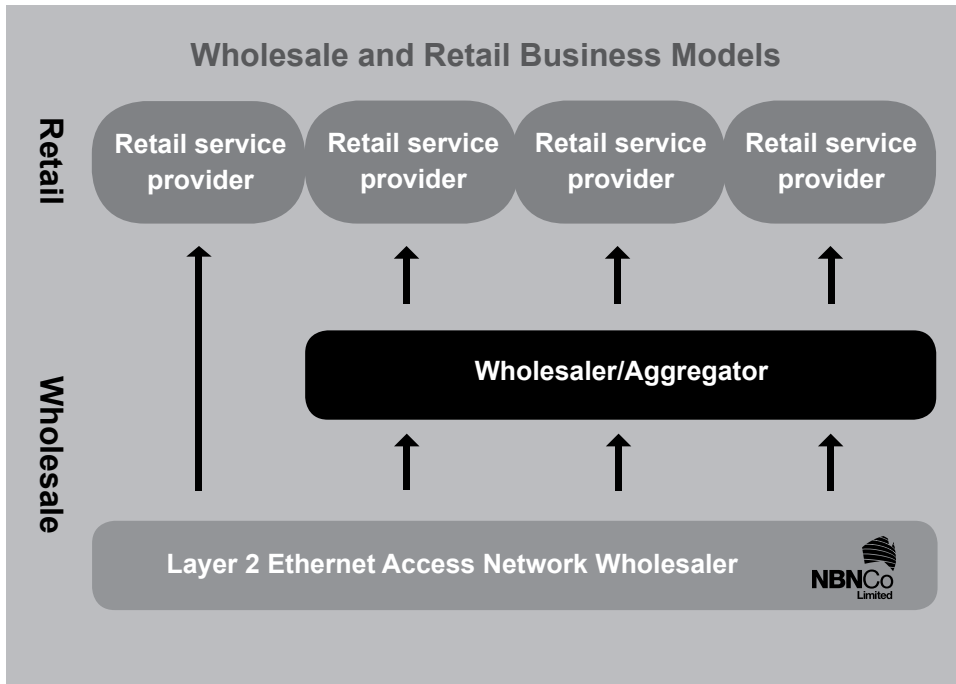 Wholesale and Retail Business Models
Retail
Retail service
provider
Retail service
provider
Retail service
provider
Retail service
provider
Wholesale
Wholesaler/Aggregator
Layer 2 Ethernet Access Network Wholesaler
NBNCo
Limited